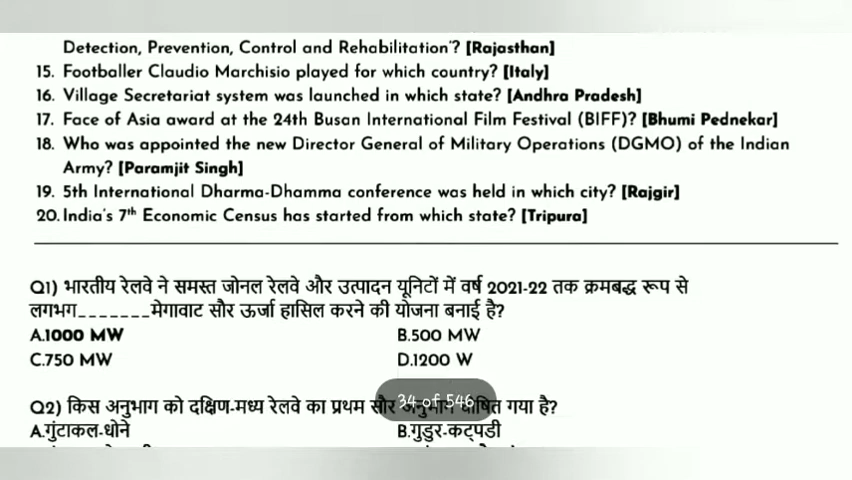 Detection, Prevention, Control and Rehabilitation'? [Rajasthan]
15. Footballer Claudio Marchisio played for which country? [Italy]
16. Village Secretariat system was launched in which state? [Andhra Pradesh]
17. Face of Asia award at the 24th Busan International Film Festival (BIFF)? [Bhumi Pednekar]
18. Who was appointed the new Director General of Military Operations (DGMO) of the Indian
Army? [Paramjit Singh]
19. 5th International Dharma-Dhamma conference was held in which city? [Rajgir]
20. India's 7th Economic Census has started from which state? [Tripura]
Q1) भारतीय रेलवे ने समस्त जोनल रेलवे और उत्पादन यूनिटों में वर्ष 2021-22 तक क्रमबद्ध रूप से
लगभग_______मेगावाट सौर ऊर्जा हासिल करने की योजना बनाई है?
A.1000 MW B.500 MW
C.750 MW D.1200 W
Q2) किस अनुभाग को दक्षिण-मध्य रेलवे का प्रथम सौर गया है?
34 of 546
A.गुंटाकल-धोने B.गुडुर-कट्पडी